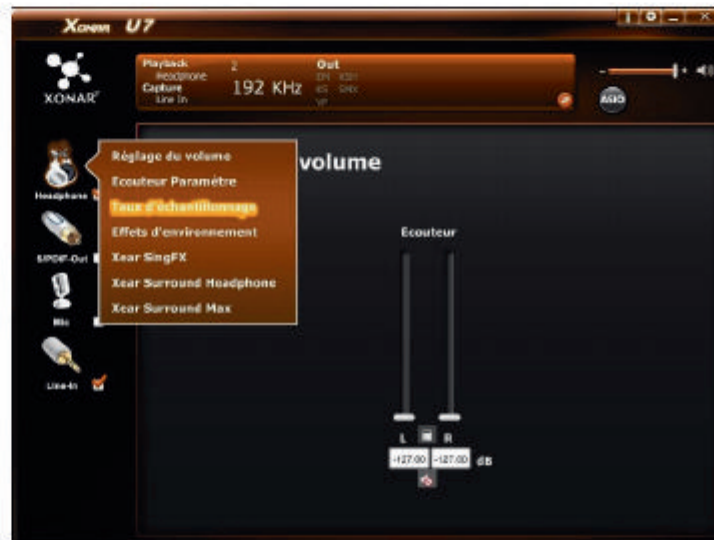 XONAR U7
XONAR
Playback 2 Out
Headphone
Capture 192 KHz
Line In
ASIO
Headphone
S/PDIF-Out
Mic
Line-In
Réglage du volume
Ecouteur Paramètre
Taux d'échantillonnage
Effets d'environnement
Xear SingFX
Xear Surround Headphone
Xear Surround Max
volume
Ecouteur
L R
-127.00 -127.00 dB